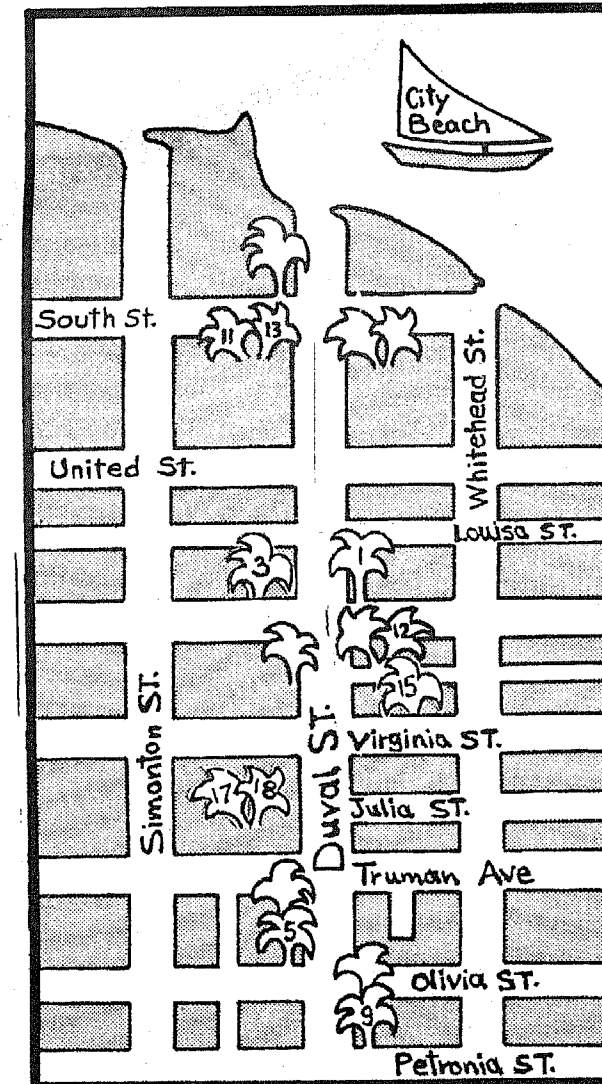 City
Beach
South St.
11
13
Whitehead St.
United St.
Louisa ST.
3
1
12
15
Simonton ST.
Duval ST.
Virginia ST.
17
18
Julia ST.
Truman Ave
5
Olivia ST.
9
Petronia ST.